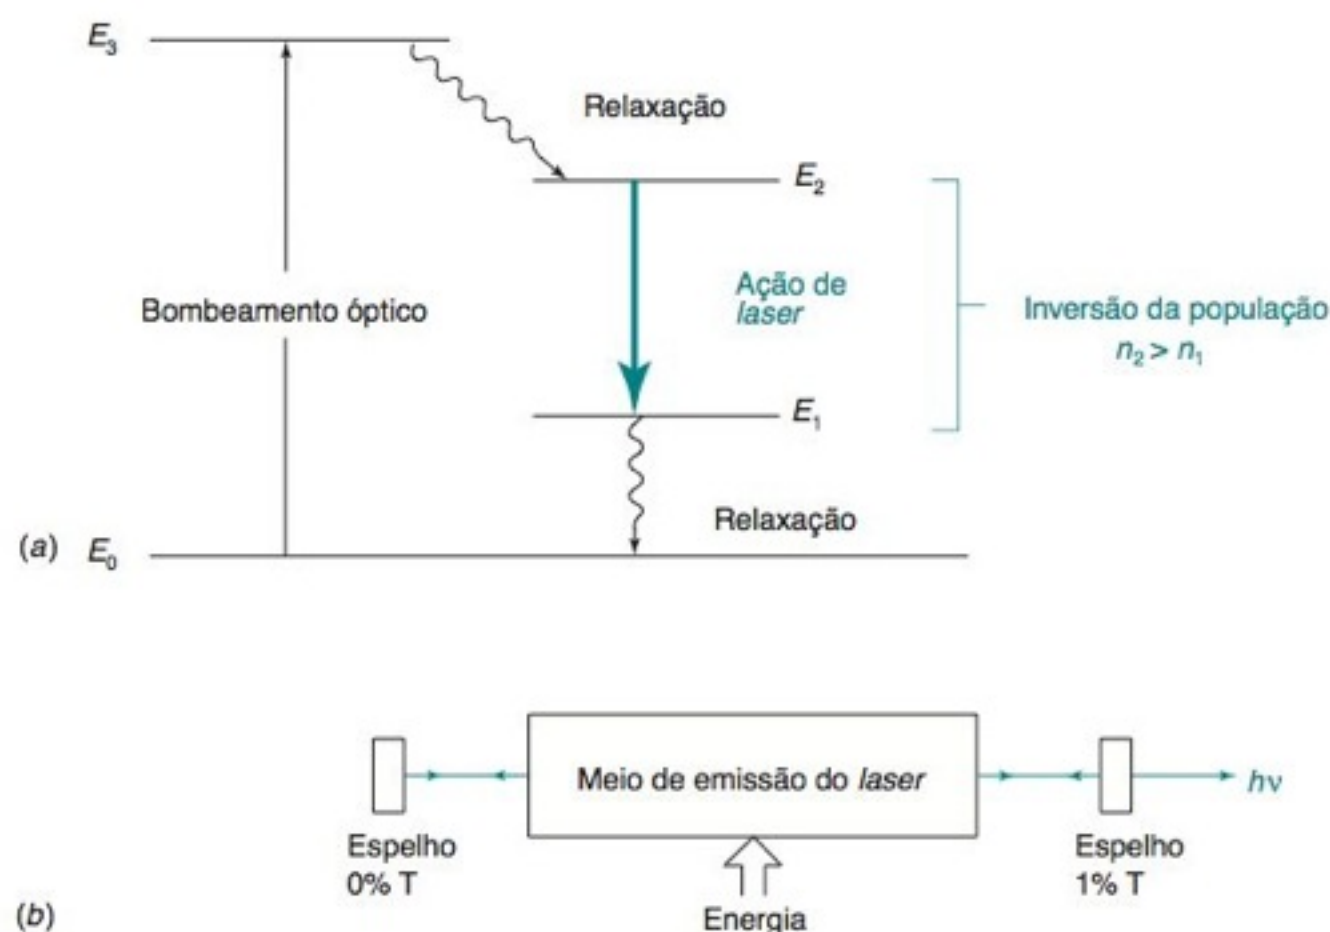 E₃
Relaxação
E₂
Bombeamento óptico
Ação de
laser
Inversão da população
n₂ > n₁
E₁
Relaxação
(a) E₀
Meio de emissão do laser
hν
Espelho
0% T
Espelho
1% T
Energia
(b)